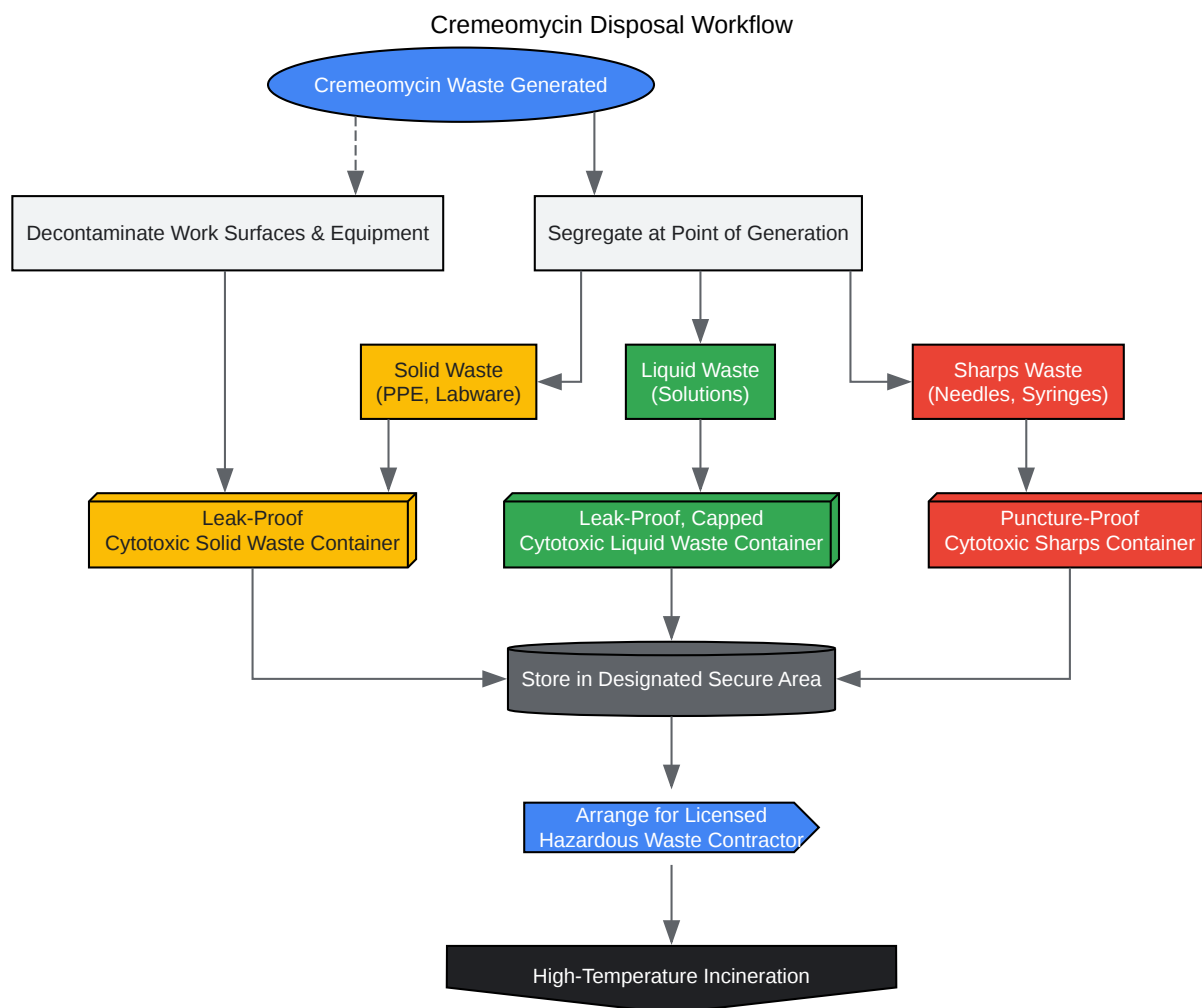 Cremeomycin Disposal Workflow
Cremeomycin Waste Generated
Decontaminate Work Surfaces & Equipment
Segregate at Point of Generation
Solid Waste
(PPE, Labware)
Liquid Waste
(Solutions)
Sharps Waste
(Needles, Syringes)
Leak-Proof
Cytotoxic Solid Waste Container
Leak-Proof, Capped
Cytotoxic Liquid Waste Container
Puncture-Proof
Cytotoxic Sharps Container
Store in Designated Secure Area
Arrange for Licensed
Hazardous Waste Contractor
High-Temperature Incineration